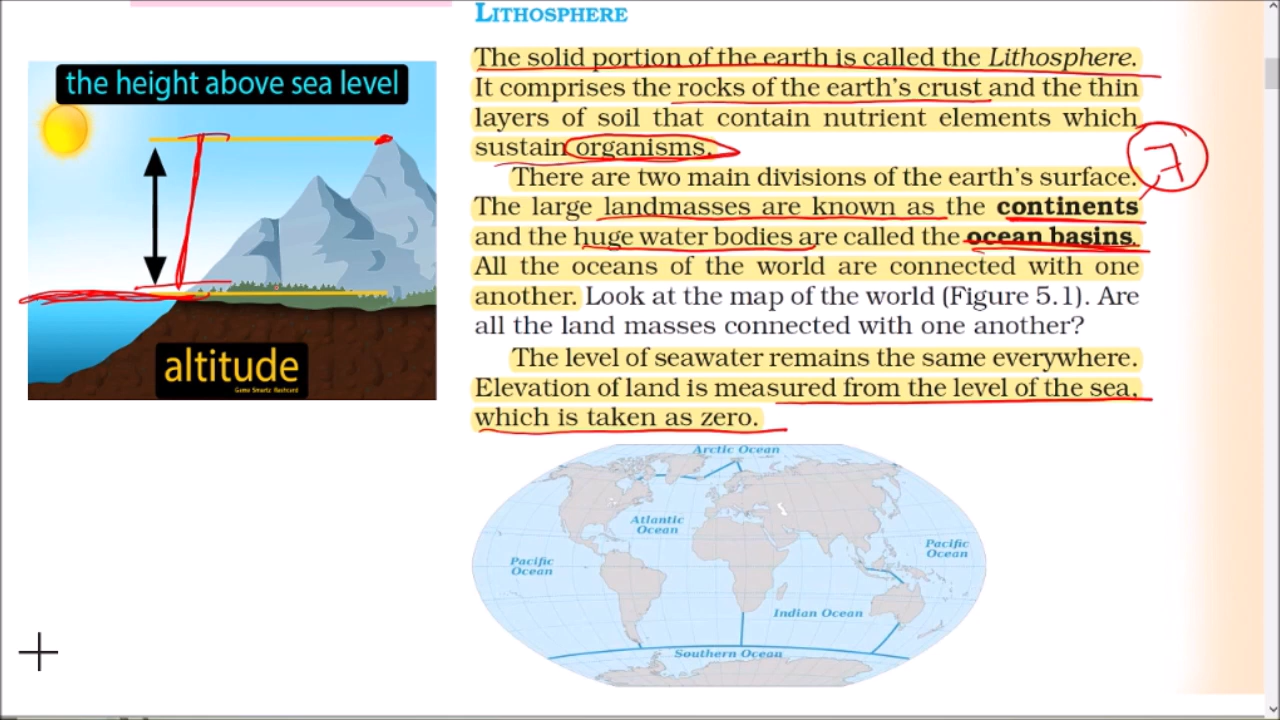 LITHOSPHERE
the height above sea level
altitude
Game Smartz flashcard
The solid portion of the earth is called the Lithosphere.
It comprises the rocks of the earth's crust and the thin
layers of soil that contain nutrient elements which
sustain organisms.
There are two main divisions of the earth's surface.
7
The large landmasses are known as the continents
and the huge water bodies are called the ocean basins.
All the oceans of the world are connected with one
another. Look at the map of the world (Figure 5.1). Are
all the land masses connected with one another?
The level of seawater remains the same everywhere.
Elevation of land is measured from the level of the sea,
which is taken as zero.
Arctic Ocean
Atlantic
Ocean
Pacific
Ocean
Pacific
Ocean
Indian Ocean
Southern Ocean